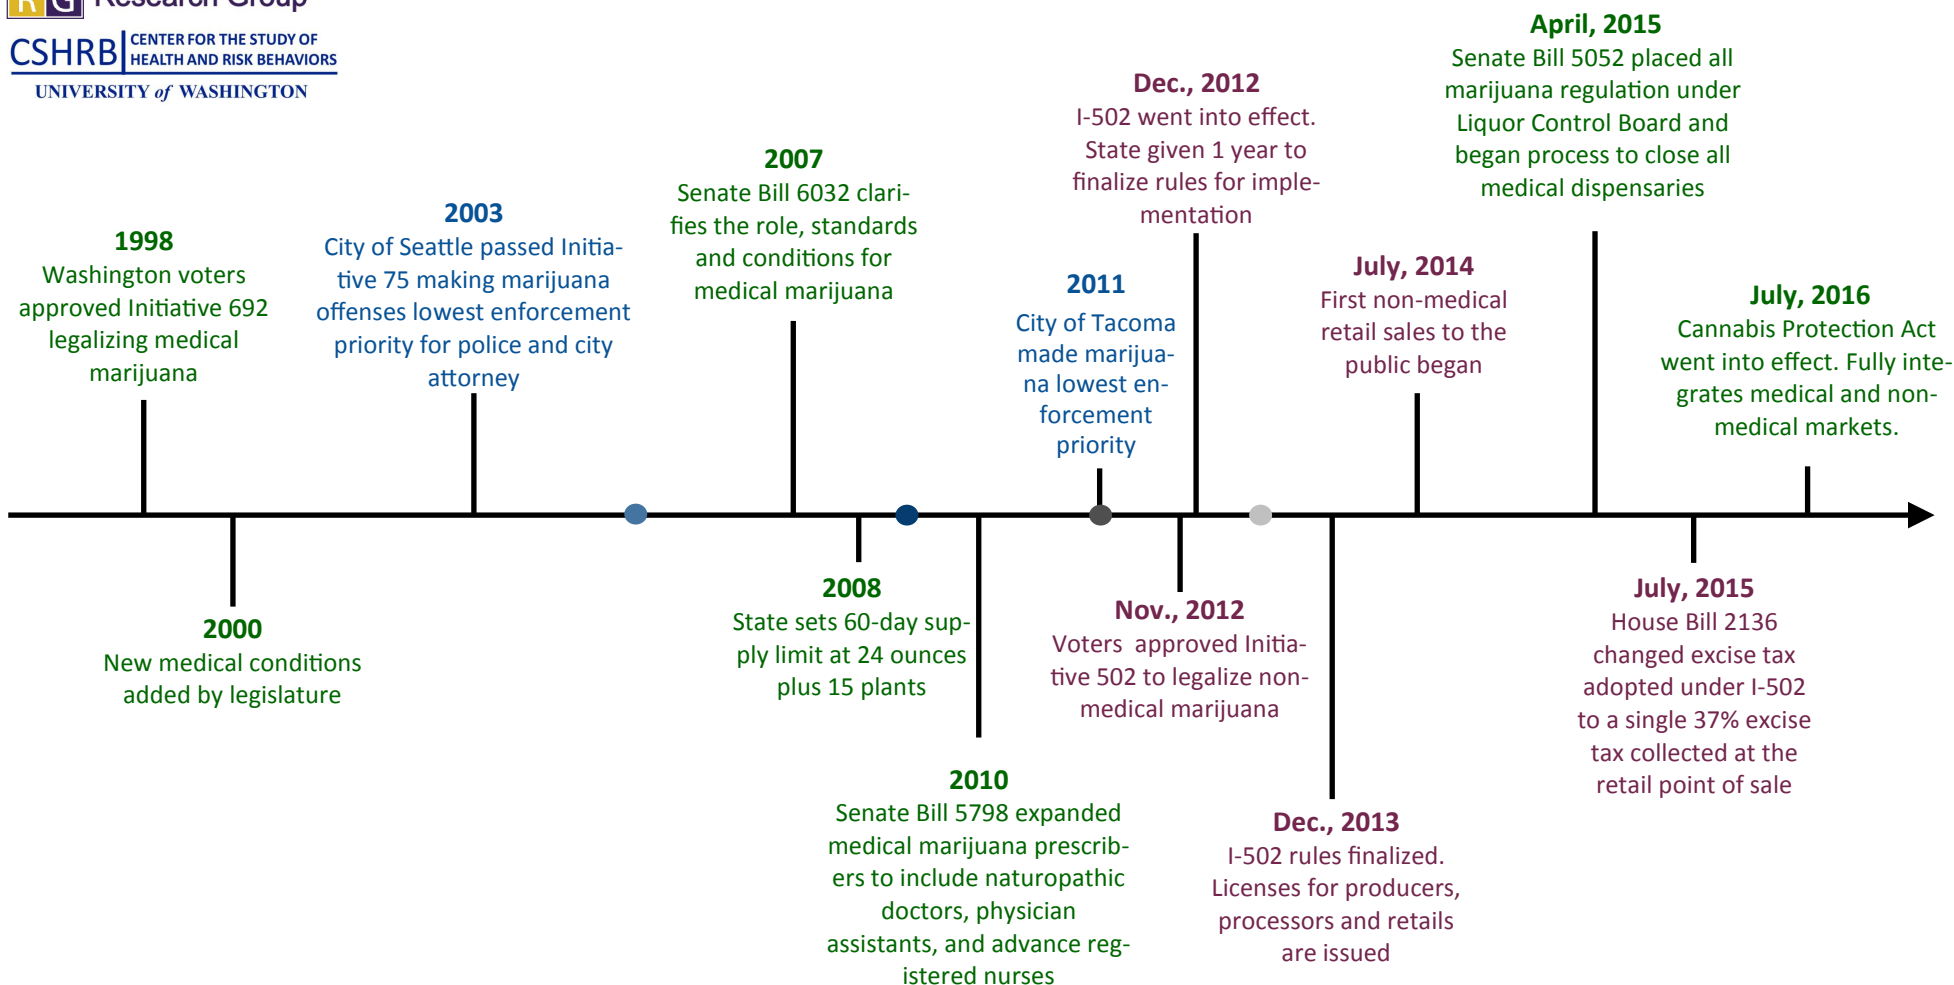 RG Research Group
CSHRB CENTER FOR THE STUDY OF
HEALTH AND RISK BEHAVIORS
UNIVERSITY of WASHINGTON
1998
Washington voters
approved Initiative 692
legalizing medical
marijuana
2003
City of Seattle passed Initia-
tive 75 making marijuana
offenses lowest enforcement
priority for police and city
attorney
2007
Senate Bill 6032 clari-
fies the role, standards
and conditions for
medical marijuana
2011
City of Tacoma
made marijua-
na lowest en-
forcement
priority
Dec., 2012
I-502 went into effect.
State given 1 year to
finalize rules for imple-
mentation
July, 2014
First non-medical
retail sales to the
public began
April, 2015
Senate Bill 5052 placed all
marijuana regulation under
Liquor Control Board and
began process to close all
medical dispensaries
July, 2016
Cannabis Protection Act
went into effect. Fully inte-
grates medical and non-
medical markets.
2000
New medical conditions
added by legislature
2008
State sets 60-day sup-
ply limit at 24 ounces
plus 15 plants
2010
Senate Bill 5798 expanded
medical marijuana prescrib-
ers to include naturopathic
doctors, physician
assistants, and advance reg-
istered nurses
Nov., 2012
Voters  approved Initia-
tive 502 to legalize non-
medical marijuana
Dec., 2013
I-502 rules finalized.
Licenses for producers,
processors and retails
are issued
July, 2015
House Bill 2136
changed excise tax
adopted under I-502
to a single 37% excise
tax collected at the
retail point of sale